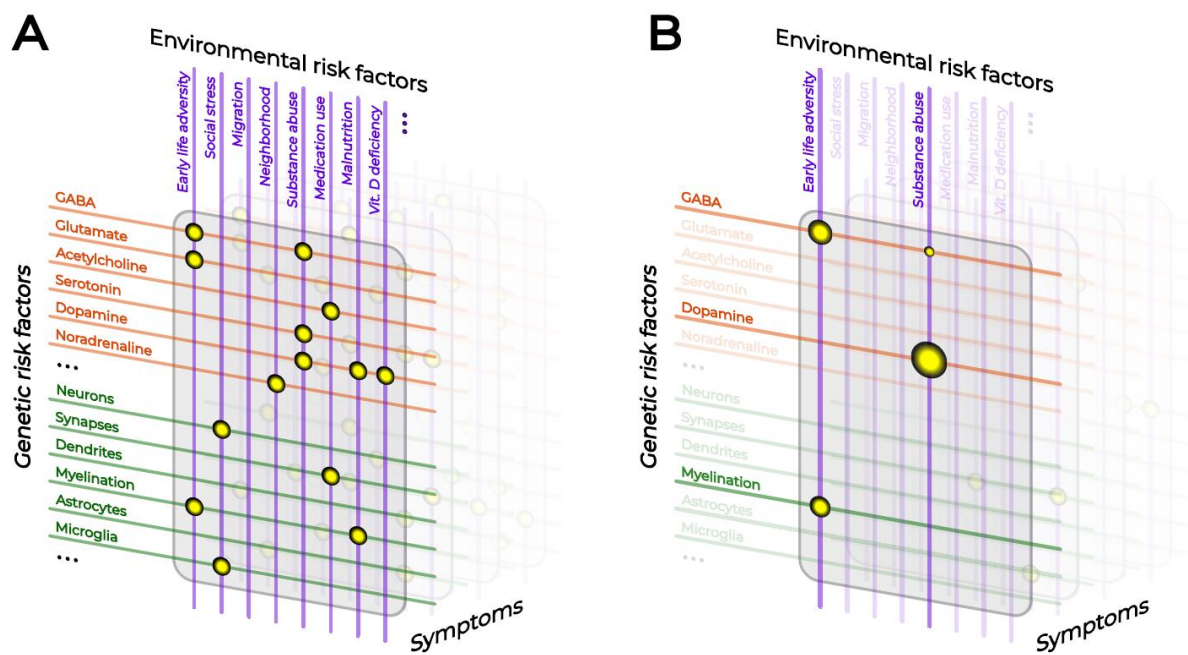 A
Environmental risk factors
Early life adversity
Social stress
Migration
Neighborhood
Substance abuse
Medication use
Malnutrition
Vit. D deficiency
...
Genetic risk factors
GABA
Glutamate
Acetylcholine
Serotonin
Dopamine
Noradrenaline
...
Neurons
Synapses
Dendrites
Myelination
Astrocytes
Microglia
...
Symptoms
B
Environmental risk factors
Early life adversity
Social stress
Migration
Neighborhood
Substance abuse
Medication use
Malnutrition
Vit. D deficiency
...
Genetic risk factors
GABA
Glutamate
Acetylcholine
Serotonin
Dopamine
Noradrenaline
...
Neurons
Synapses
Dendrites
Myelination
Astrocytes
Microglia
...
Symptoms